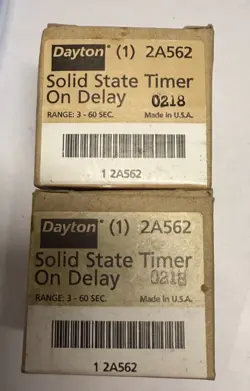 Dayton (1) 2A562
Solid State Timer
On Delay 0218
RANGE: 3 - 60 SEC. Made in U.S.A.
1 2A562
Dayton (1) 2A562
Solid State Timer
On Delay 0218
RANGE: 3 - 60 SEC. Made in U.S.A.
1 2A562